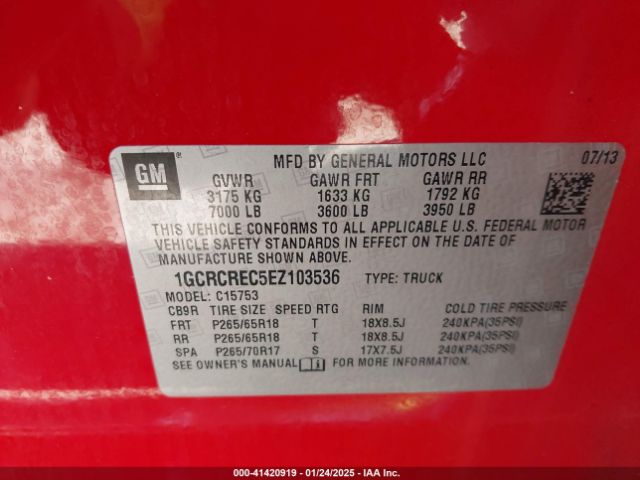 GM
MFD BY GENERAL MOTORS LLC 07/13
GVWR GAWR FRT GAWR RR
3175 KG 1633 KG 1792 KG
7000 LB 3600 LB 3950 LB
THIS VEHICLE CONFORMS TO ALL APPLICABLE U.S. FEDERAL MOTOR
VEHICLE SAFETY STANDARDS IN EFFECT ON THE DATE OF
MANUFACTURE SHOWN ABOVE.
1GCRCREC5EZ103536 TYPE: TRUCK
MODEL: C15753
CB9R TIRE SIZE SPEED RTG RIM COLD TIRE PRESSURE
FRT P265/65R18 T 18X8.5J 240KPA(35PSI)
RR P265/65R18 T 18X8.5J 240KPA(35PSI)
SPA P265/70R17 S 17X7.5J 240KPA(35PSI)
SEE OWNER'S MANUAL FOR MORE INFORMATION.
000-41420919 - 01/24/2025 - IAA Inc.